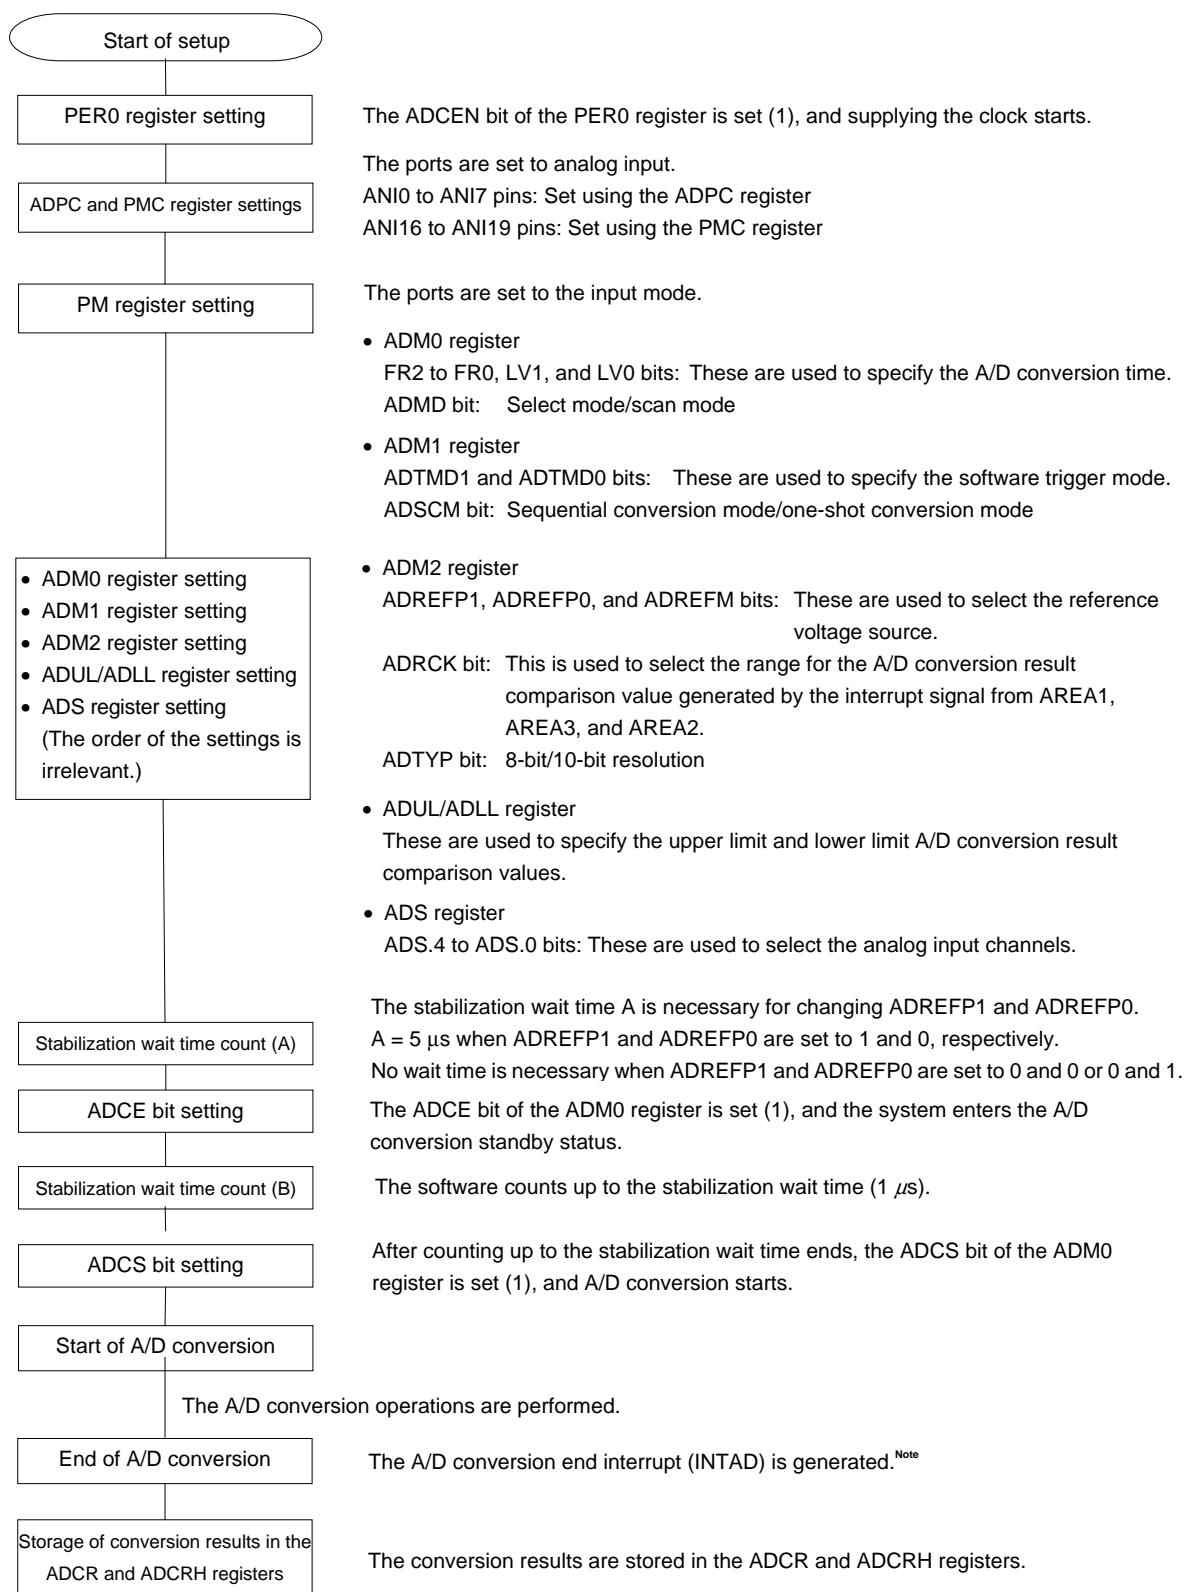 Start of setup
PER0 register setting
The ADCEN bit of the PER0 register is set (1), and supplying the clock starts.
The ports are set to analog input.
ADPC and PMC register settings
ANI0 to ANI7 pins: Set using the ADPC register
ANI16 to ANI19 pins: Set using the PMC register
PM register setting
The ports are set to the input mode.
• ADM0 register
FR2 to FR0, LV1, and LV0 bits: These are used to specify the A/D conversion time.
ADMD bit: Select mode/scan mode
• ADM1 register
ADTMD1 and ADTMD0 bits: These are used to specify the software trigger mode.
ADSCM bit: Sequential conversion mode/one-shot conversion mode
• ADM0 register setting
• ADM1 register setting
• ADM2 register setting
• ADUL/ADLL register setting
• ADS register setting
(The order of the settings is
irrelevant.)
• ADM2 register
ADREFP1, ADREFP0, and ADREFM bits: These are used to select the reference
voltage source.
ADRCK bit: This is used to select the range for the A/D conversion result
comparison value generated by the interrupt signal from AREA1,
AREA3, and AREA2.
ADTYP bit: 8-bit/10-bit resolution
• ADUL/ADLL register
These are used to specify the upper limit and lower limit A/D conversion result
comparison values.
• ADS register
ADS.4 to ADS.0 bits: These are used to select the analog input channels.
Stabilization wait time count (A)
The stabilization wait time A is necessary for changing ADREFP1 and ADREFP0.
A = 5 μs when ADREFP1 and ADREFP0 are set to 1 and 0, respectively.
No wait time is necessary when ADREFP1 and ADREFP0 are set to 0 and 0 or 0 and 1.
ADCE bit setting
The ADCE bit of the ADM0 register is set (1), and the system enters the A/D
conversion standby status.
Stabilization wait time count (B)
The software counts up to the stabilization wait time (1 μs).
ADCS bit setting
After counting up to the stabilization wait time ends, the ADCS bit of the ADM0
register is set (1), and A/D conversion starts.
Start of A/D conversion
The A/D conversion operations are performed.
End of A/D conversion
The A/D conversion end interrupt (INTAD) is generated.Note
Storage of conversion results in the
ADCR and ADCRH registers
The conversion results are stored in the ADCR and ADCRH registers.